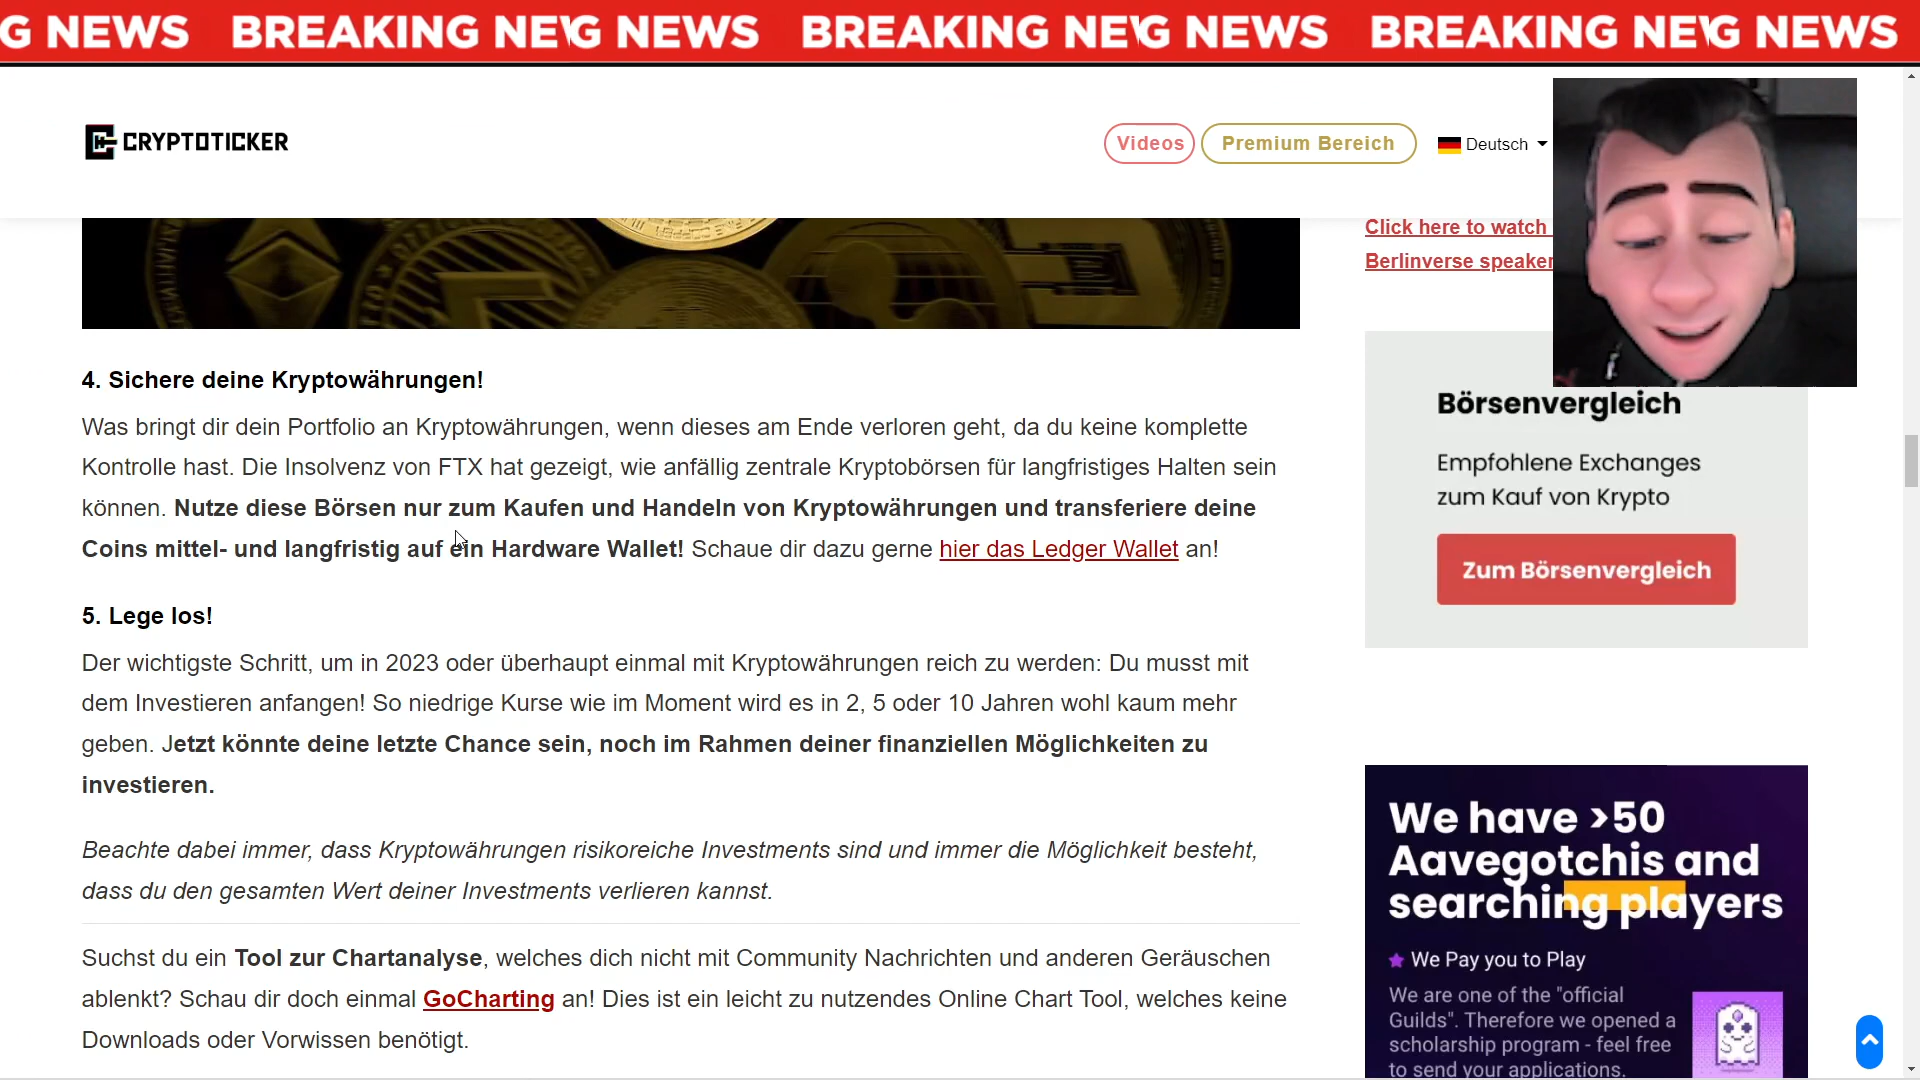 G NEWS BREAKING NEWG NEWS BREAKING NEWG NEWS BREAKING NEWG NEWS
CRYPTOTICKER
Videos
Premium Bereich
Deutsch
Click here to watch
Berlinverse speaker
4. Sichere deine Kryptowährungen!
Was bringt dir dein Portfolio an Kryptowährungen, wenn dieses am Ende verloren geht, da du keine komplette
Kontrolle hast. Die Insolvenz von FTX hat gezeigt, wie anfällig zentrale Kryptobörsen für langfristiges Halten sein
können. Nutze diese Börsen nur zum Kaufen und Handeln von Kryptowährungen und transferiere deine
Coins mittel- und langfristig auf ein Hardware Wallet! Schaue dir dazu gerne hier das Ledger Wallet an!
5. Lege los!
Der wichtigste Schritt, um in 2023 oder überhaupt einmal mit Kryptowährungen reich zu werden: Du musst mit
dem Investieren anfangen! So niedrige Kurse wie im Moment wird es in 2, 5 oder 10 Jahren wohl kaum mehr
geben. Jetzt könnte deine letzte Chance sein, noch im Rahmen deiner finanziellen Möglichkeiten zu
investieren.
Beachte dabei immer, dass Kryptowährungen risikoreiche Investments sind und immer die Möglichkeit besteht,
dass du den gesamten Wert deiner Investments verlieren kannst.
Suchst du ein Tool zur Chartanalyse, welches dich nicht mit Community Nachrichten und anderen Geräuschen
ablenkt? Schau dir doch einmal GoCharting an! Dies ist ein leicht zu nutzendes Online Chart Tool, welches keine
Downloads oder Vorwissen benötigt.
Börsenvergleich
Empfohlene Exchanges
zum Kauf von Krypto
Zum Börsenvergleich
We have >50
Aavegotchis and
searching players
We Pay you to Play
We are one of the "official
Guilds". Therefore we opened a
scholarship program - feel free
to send your applications.